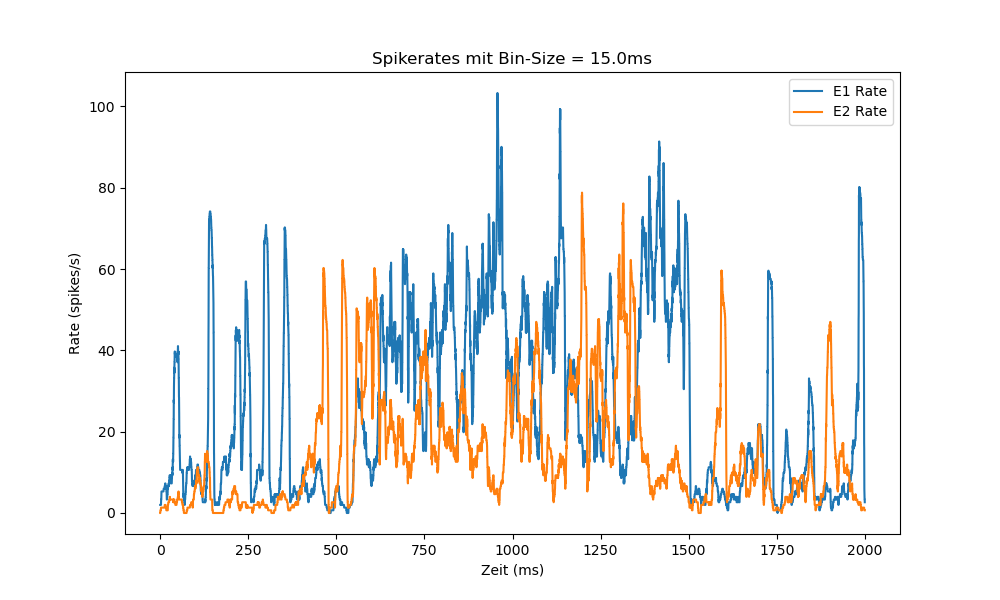 Spikerates mit Bin-Size = 15.0ms
E1 Rate
E2 Rate
100
80
60
40
20
0
Rate (spikes/s)
0 250 500 750 1000 1250 1500 1750 2000
Zeit (ms)